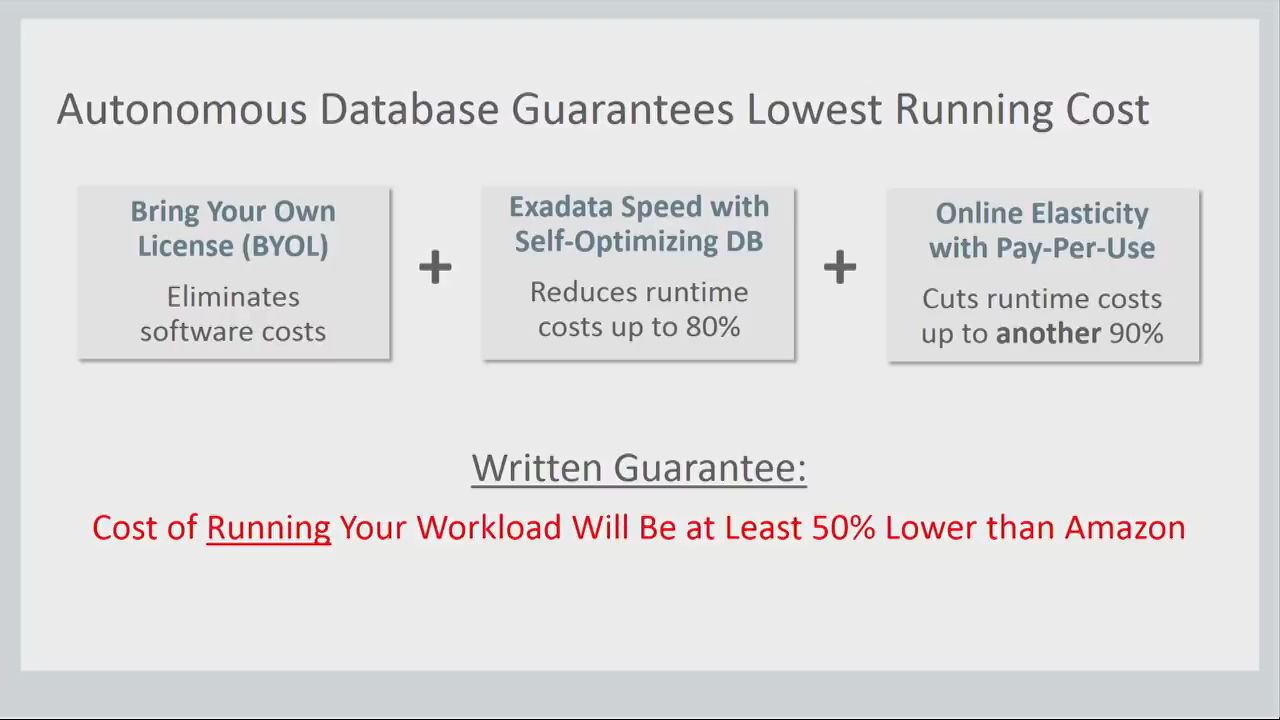 Autonomous Database Guarantees Lowest Running Cost
Bring Your Own
License (BYOL)
Eliminates
software costs
+
Exadata Speed with
Self-Optimizing DB
Reduces runtime
costs up to 80%
+
Online Elasticity
with Pay-Per-Use
Cuts runtime costs
up to another 90%
Written Guarantee:
Cost of Running Your Workload Will Be at Least 50% Lower than Amazon